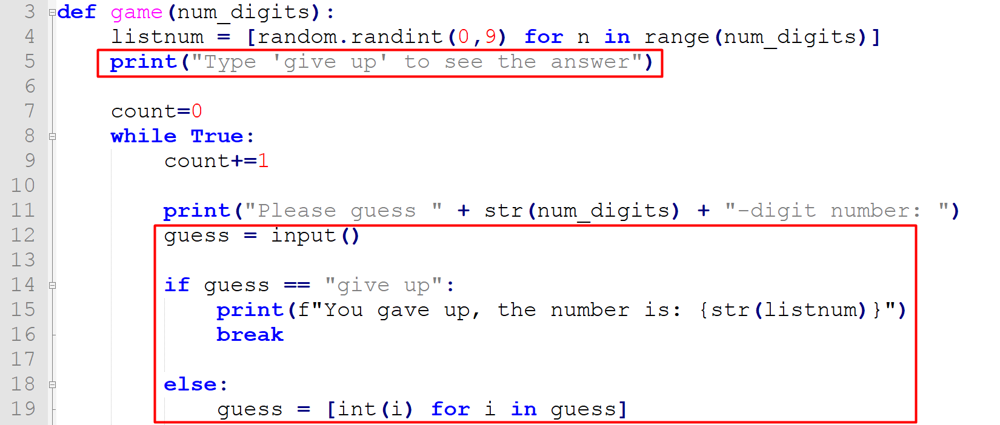 3 def game(num_digits):
4     listnum = [random.randint(0,9) for n in range(num_digits)]
5     print("Type 'give up' to see the answer")
6
7     count=0
8     while True:
9         count+=1
10
11         print("Please guess " + str(num_digits) + "-digit number: ")
12         guess = input()
13
14         if guess == "give up":
15             print(f"You gave up, the number is: {str(listnum)}")
16             break
17
18         else:
19             guess = [int(i) for i in guess]